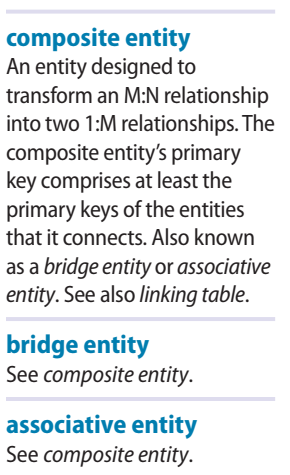 composite entity
An entity designed to
transform an M:N relationship
into two 1:M relationships. The
composite entity's primary
key comprises at least the
primary keys of the entities
that it connects. Also known
as a bridge entity or associative
entity. See also linking table.
bridge entity
See composite entity.
associative entity
See composite entity.